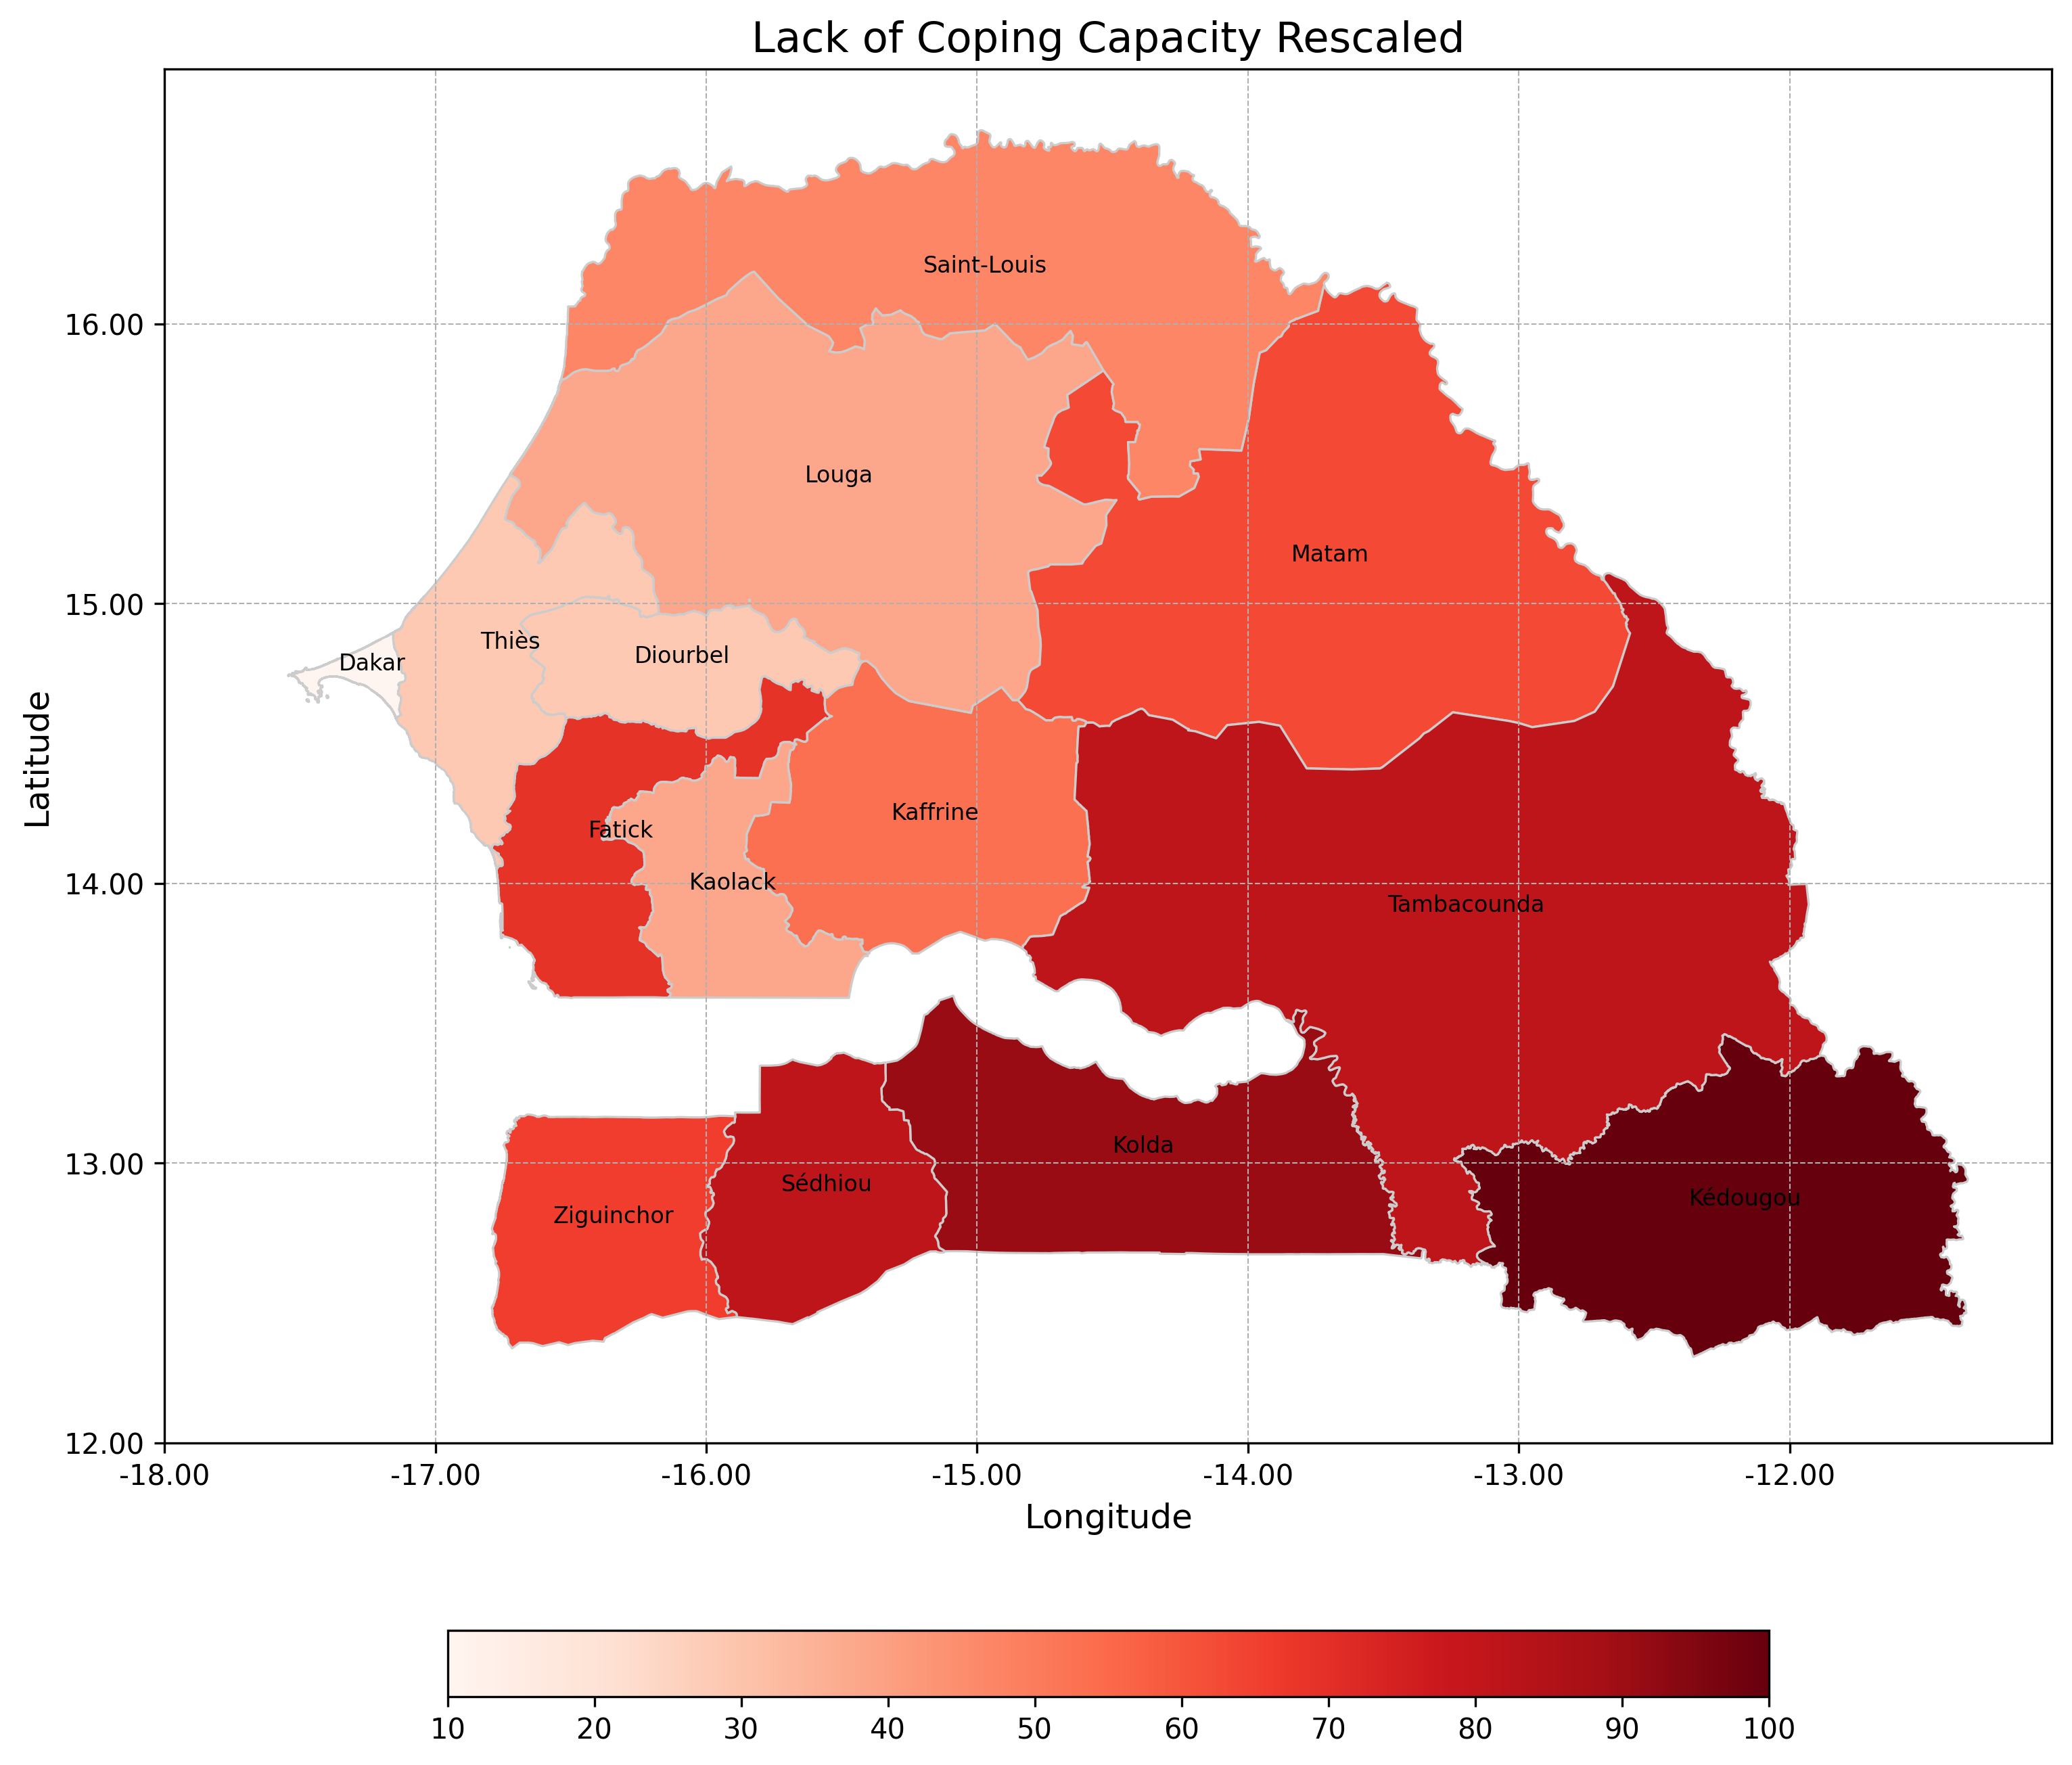 Lack of Coping Capacity Rescaled
Latitude
16.00
15.00
14.00
13.00
12.00
Saint-Louis
Louga
Matam
Thiès
Diourbel
Dakar
Kaffrine
Fatick
Kaolack
Tambacounda
Kolda
Sédhiou
Kédougou
Ziguinchor
-18.00 -17.00 -16.00 -15.00 -14.00 -13.00 -12.00
Longitude
10 20 30 40 50 60 70 80 90 100